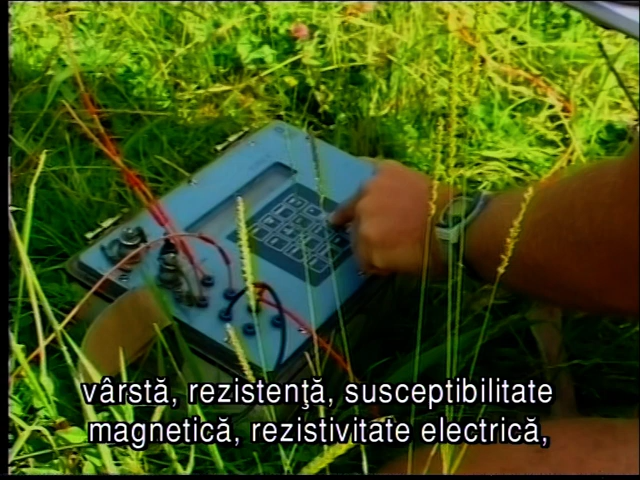 vârstă, rezistenţă, susceptibilitate
magnetică, rezistivitate electrică,